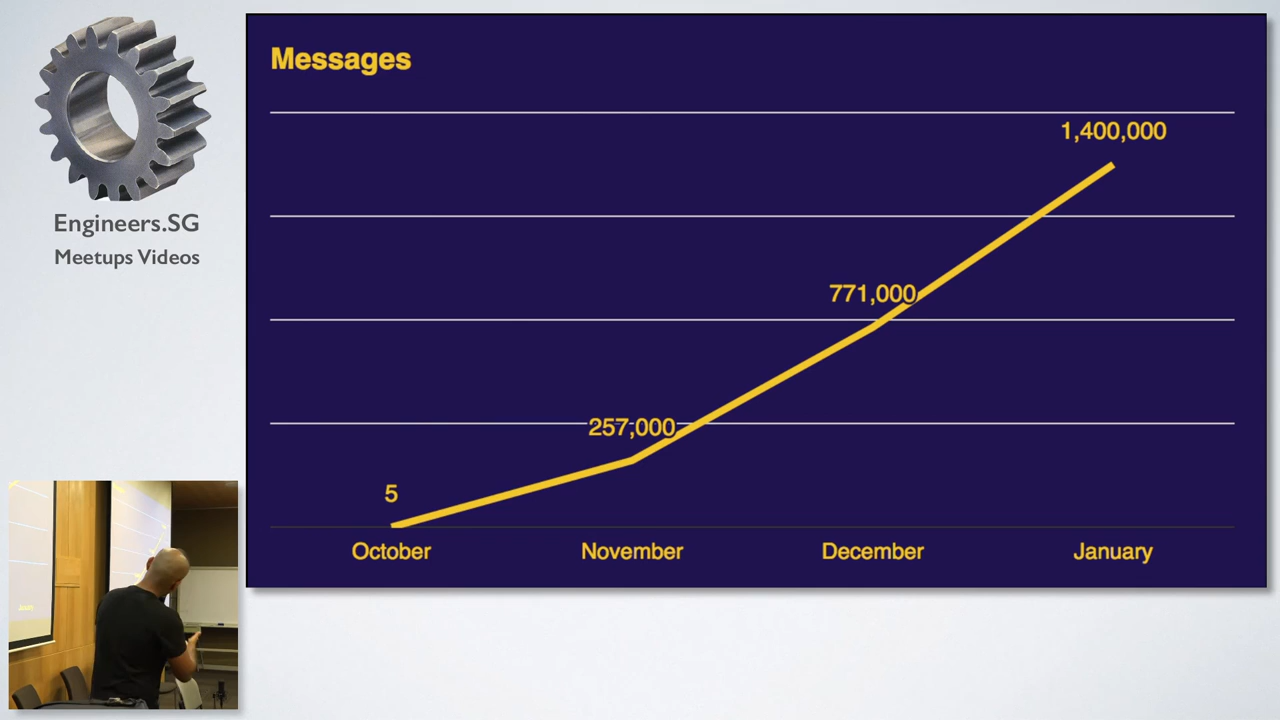 Engineers.SG
Meetups Videos
Messages
1,400,000
771,000
257,000
5
October November December January